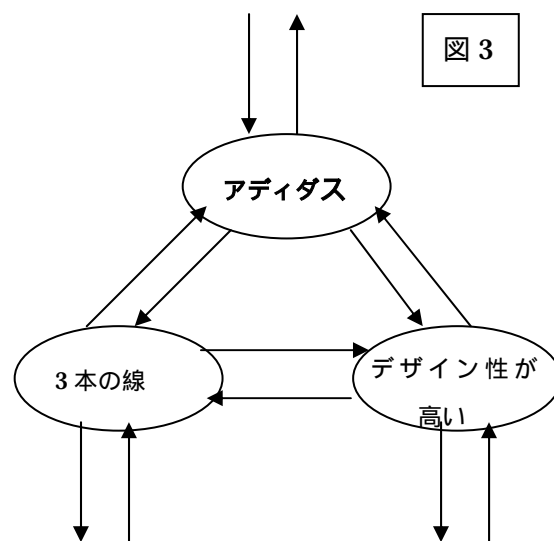 図 3
アディダス
3 本の線
デザイン性が
高い